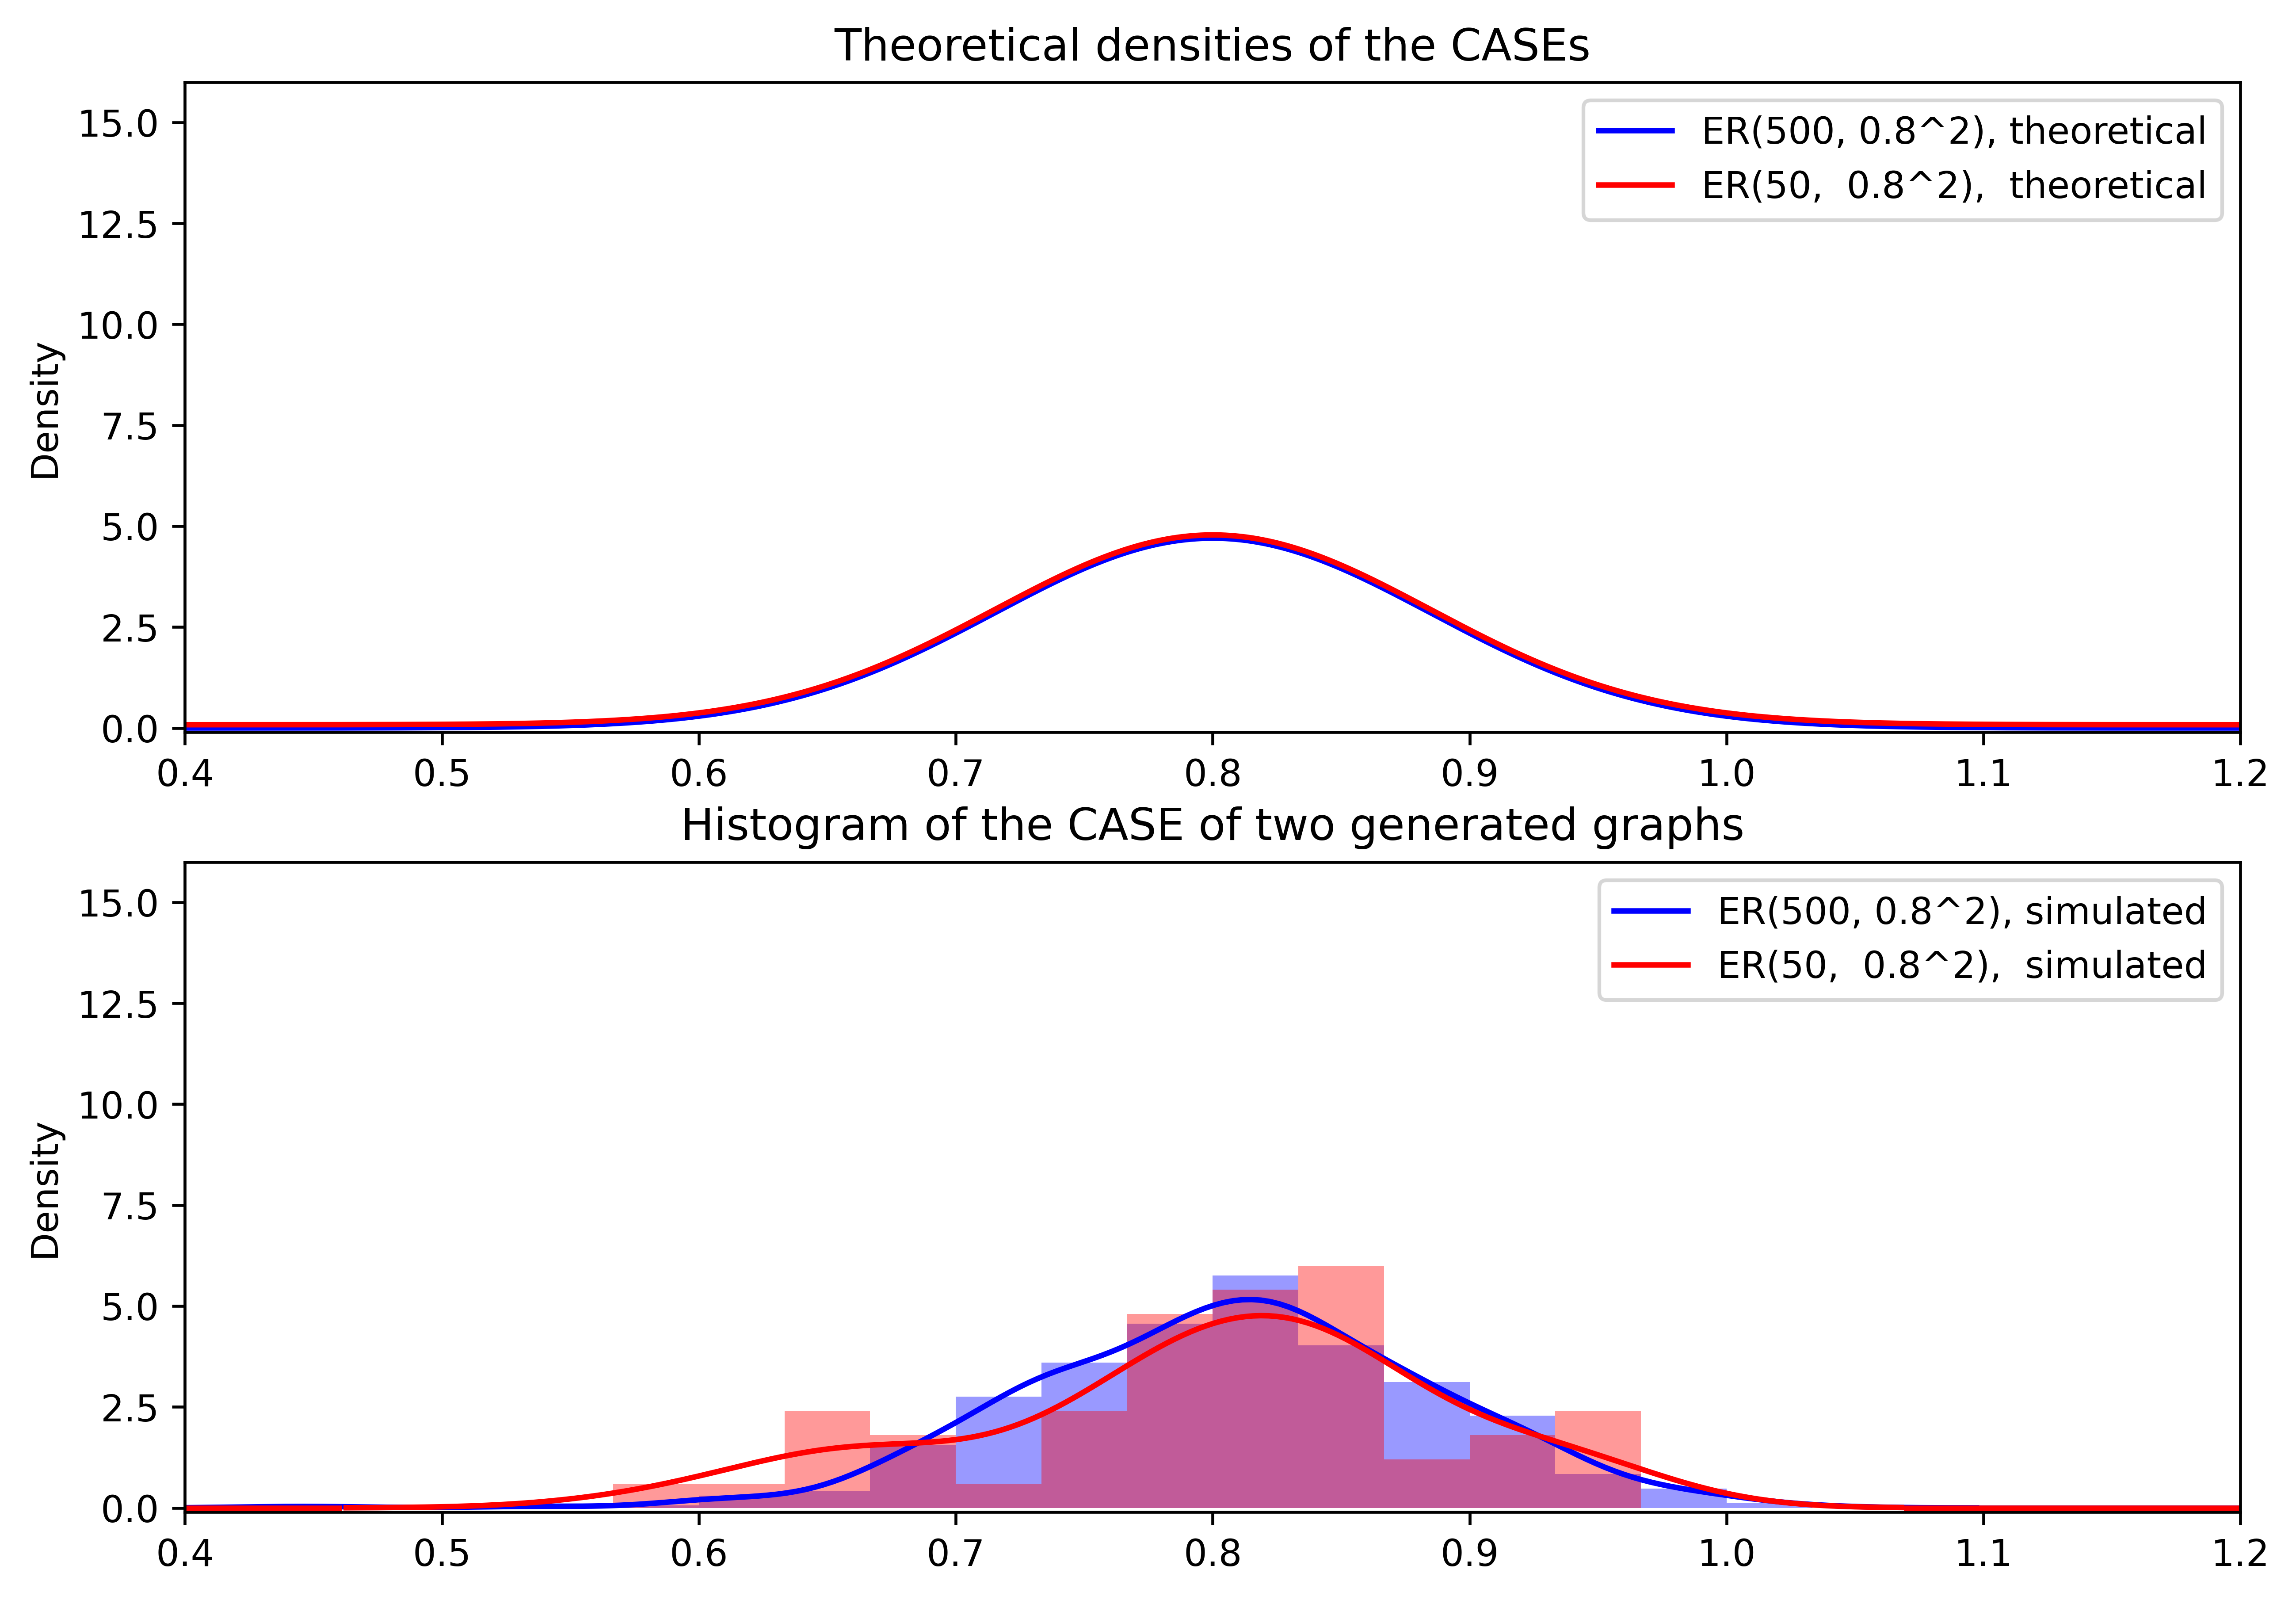 Theoretical densities of the CASEs
ER(500, 0.8^2), theoretical
ER(50,  0.8^2),  theoretical
Density
15.0
12.5
10.0
7.5
5.0
2.5
0.0
0.4 0.5 0.6 0.7 0.8 0.9 1.0 1.1 1.2
Histogram of the CASE of two generated graphs
ER(500, 0.8^2), simulated
ER(50,  0.8^2),  simulated
Density
15.0
12.5
10.0
7.5
5.0
2.5
0.0
0.4 0.5 0.6 0.7 0.8 0.9 1.0 1.1 1.2